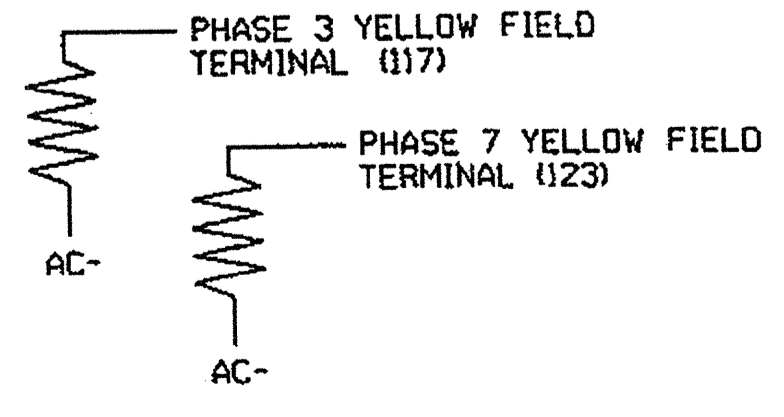 PHASE 3 YELLOW FIELD
TERMINAL (117)
PHASE 7 YELLOW FIELD
TERMINAL (123)
AC-
AC-